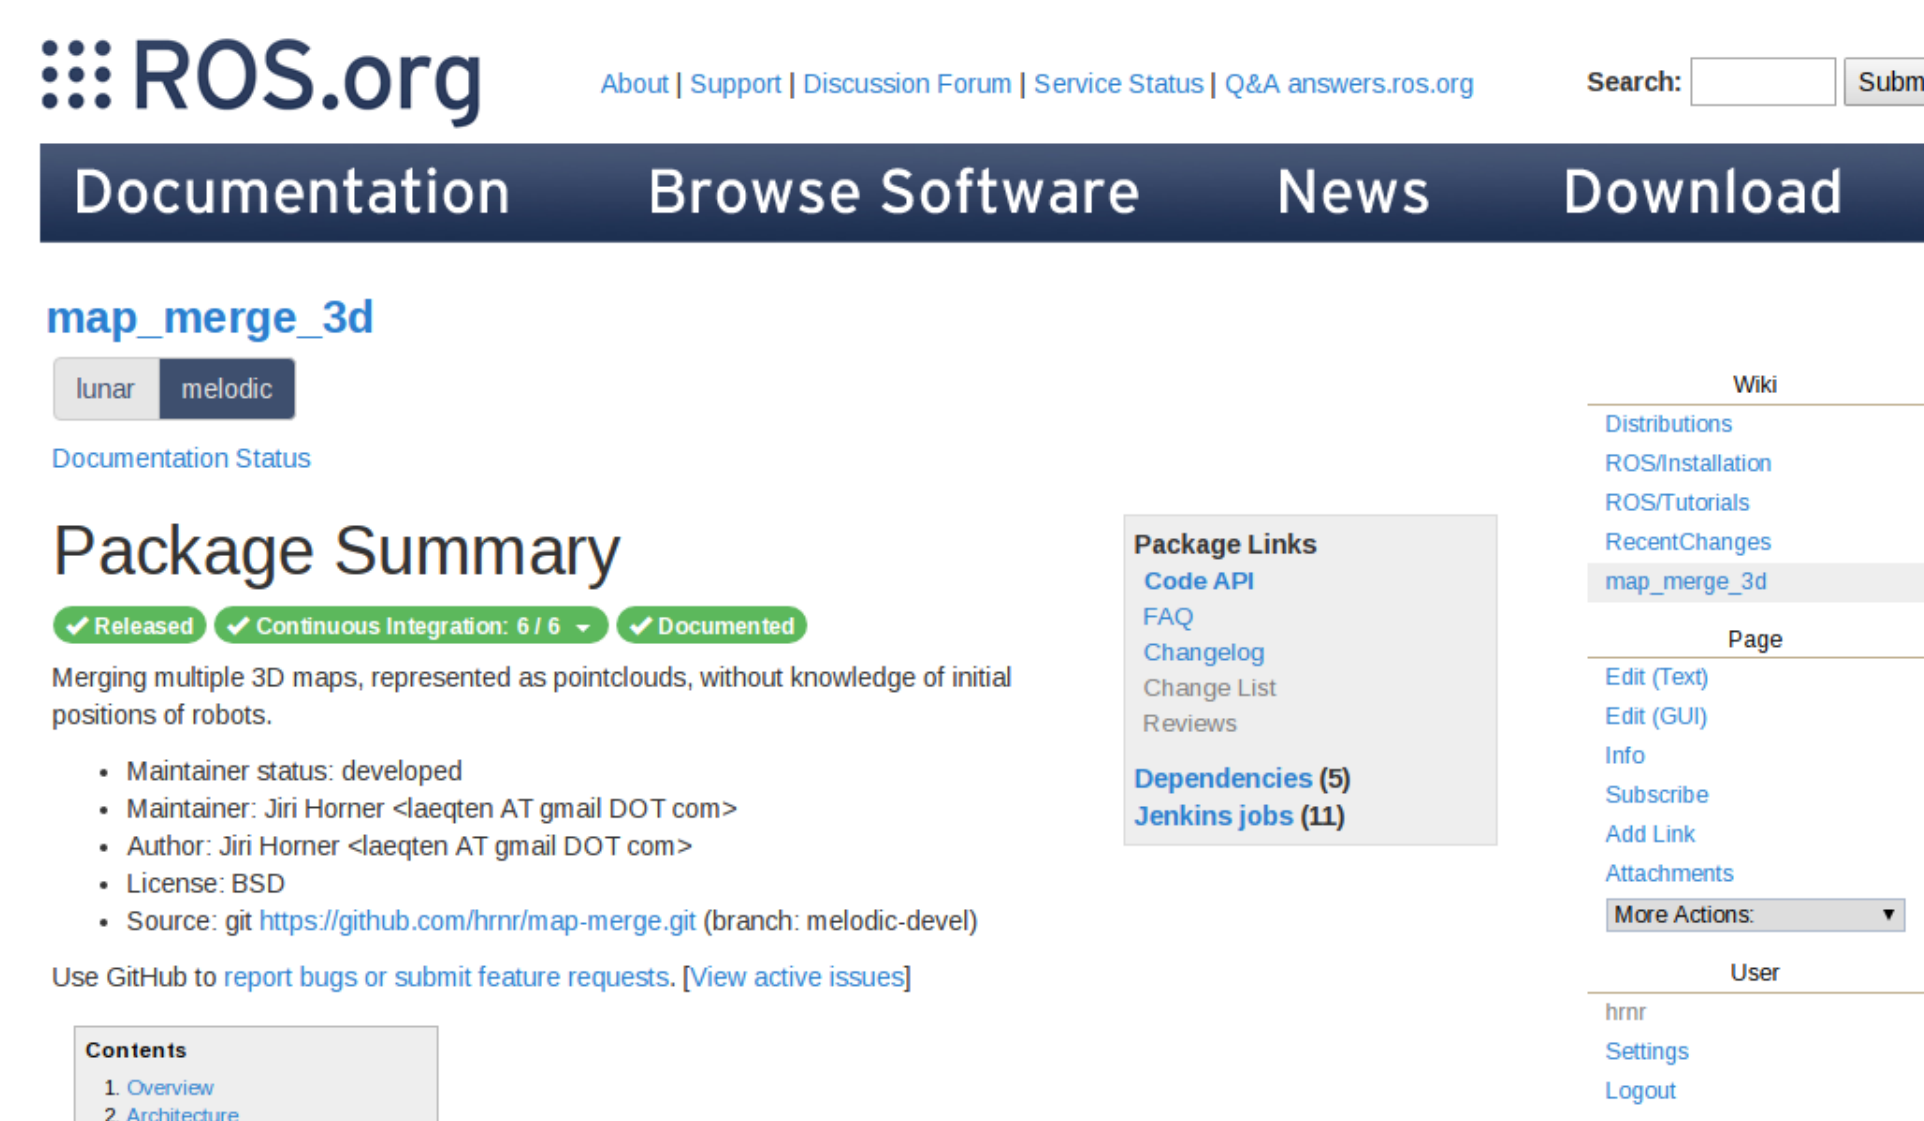 ROS.org
About | Support | Discussion Forum | Service Status | Q&A answers.ros.org
Search: Subm
Documentation Browse Software News Download
map_merge_3d
lunar melodic
Documentation Status
Package Summary
Released Continuous Integration: 6 / 6 Documented
Merging multiple 3D maps, represented as pointclouds, without knowledge of initial
positions of robots.
• Maintainer status: developed
• Maintainer: Jiri Horner <laeqten AT gmail DOT com>
• Author: Jiri Horner <laeqten AT gmail DOT com>
• License: BSD
• Source: git https://github.com/hrnr/map-merge.git (branch: melodic-devel)
Use GitHub to report bugs or submit feature requests. [View active issues]
Contents
1. Overview
2. Architecture
Package Links
Code API
FAQ
Changelog
Change List
Reviews
Dependencies (5)
Jenkins jobs (11)
Wiki
Distributions
ROS/Installation
ROS/Tutorials
RecentChanges
map_merge_3d
Page
Edit (Text)
Edit (GUI)
Info
Subscribe
Add Link
Attachments
More Actions:
User
hrnr
Settings
Logout